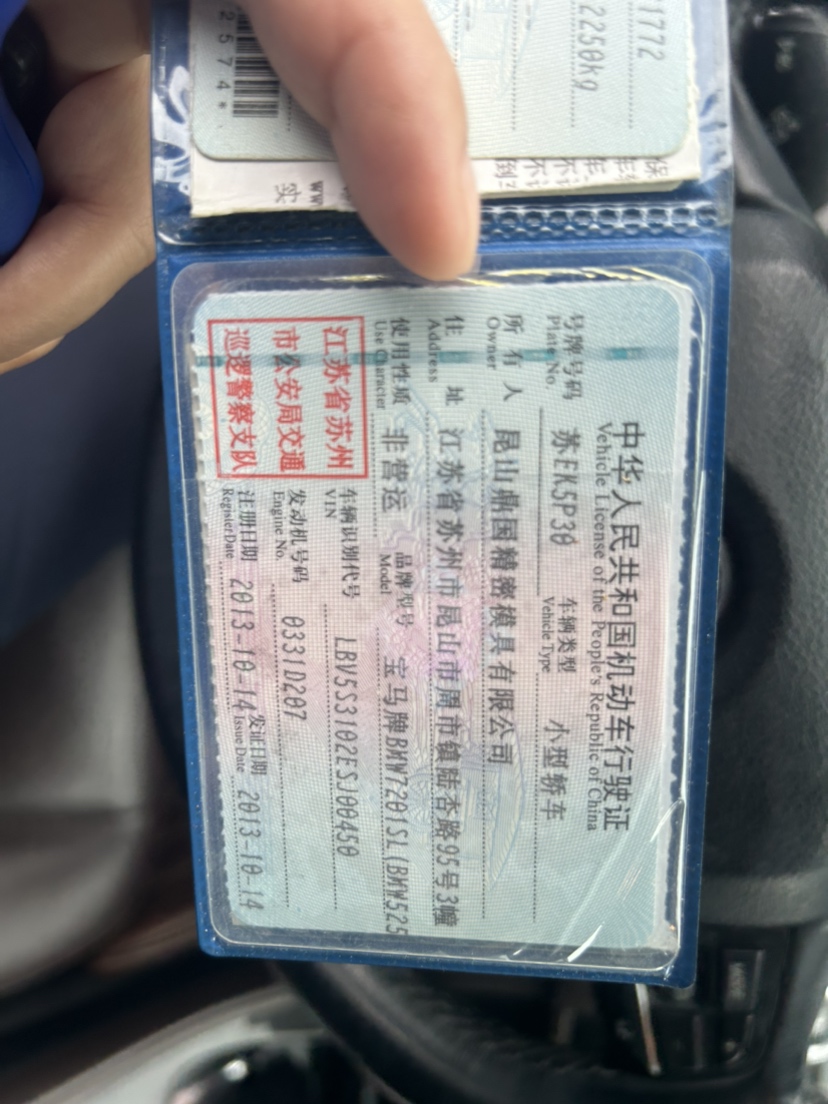 1772
2250kg
2574*
中华人民共和国机动车行驶证
Vehicle License of the People's Republic of China
号牌号码 苏EK5P30 车辆类型 小型轿车
Plate No. Vehicle Type
所有人 昆山鼎国精密模具有限公司
Owner
住址 江苏省苏州市昆山市周市镇陆杏路95号3幢
Address
使用性质 非营运 品牌型号 宝马牌BMW7201SL(BMW525
Use Character Model
江苏省苏州
市公安局交通
巡逻警察支队
车辆识别代号 LBV5S3102ESJ00450
VIN
发动机号码 0331D207
Engine No.
注册日期 2013-10-14 发证日期 2013-10-14
Register Date Issue Date